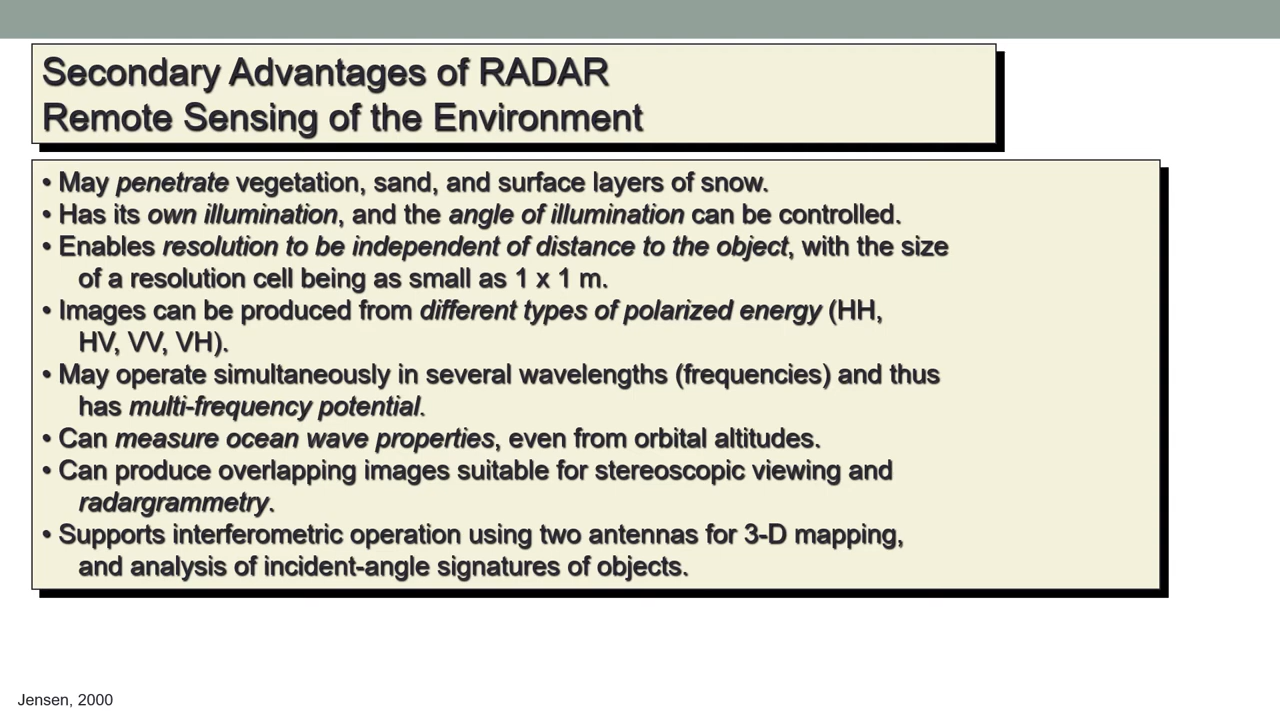 Secondary Advantages of RADAR
Remote Sensing of the Environment
• May penetrate vegetation, sand, and surface layers of snow.
• Has its own illumination, and the angle of illumination can be controlled.
• Enables resolution to be independent of distance to the object, with the size
of a resolution cell being as small as 1 x 1 m.
• Images can be produced from different types of polarized energy (HH,
HV, VV, VH).
• May operate simultaneously in several wavelengths (frequencies) and thus
has multi-frequency potential.
• Can measure ocean wave properties, even from orbital altitudes.
• Can produce overlapping images suitable for stereoscopic viewing and
radargrammetry.
• Supports interferometric operation using two antennas for 3-D mapping,
and analysis of incident-angle signatures of objects.
Jensen, 2000